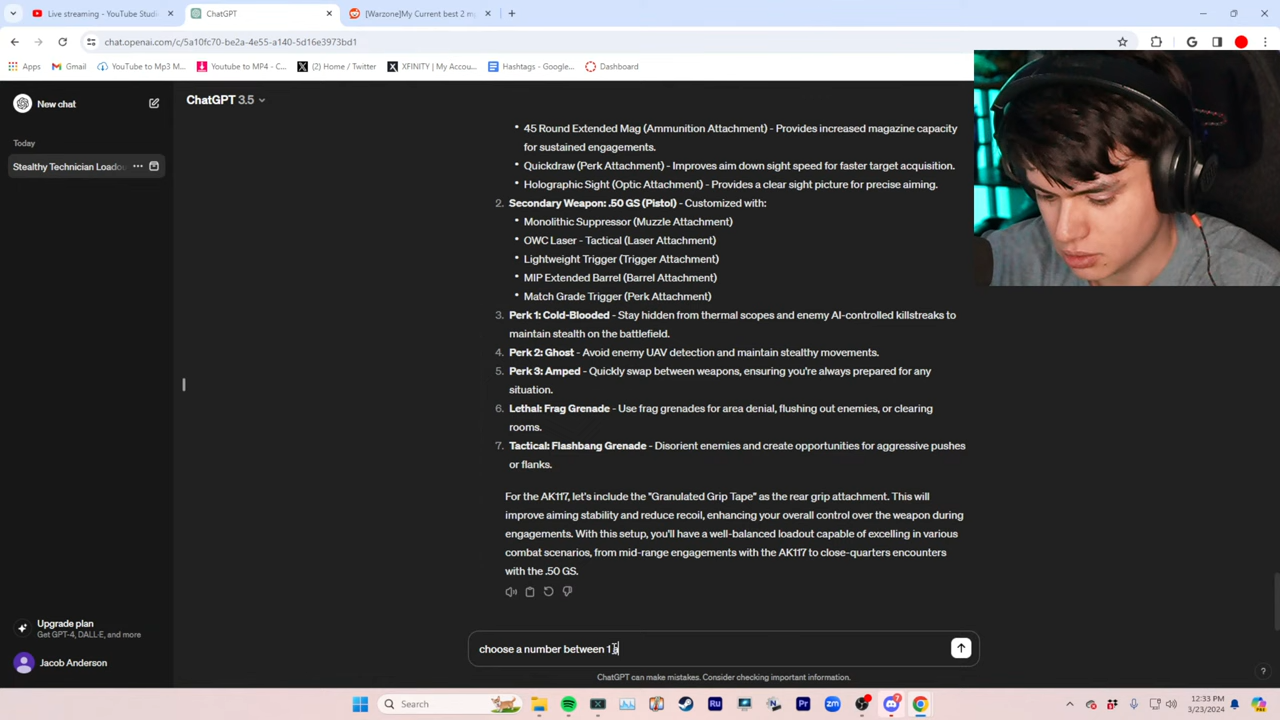 Live streaming - YouTube Studi
ChatGPT
[Warzone]My Current best 2 m
chat.openai.com/c/5a10fc70-be2a-4e55-a140-5d16e3973bd1
Apps
Gmail
YouTube to Mp3 M...
Youtube to MP4 - C...
(2) Home / Twitter
XFINITY | My Accou...
Hashtags - Google...
Dashboard
New chat
Today
Stealthy Technician Loado
ChatGPT 3.5
• 45 Round Extended Mag (Ammunition Attachment) - Provides increased magazine capacity
for sustained engagements.
• Quickdraw (Perk Attachment) - Improves aim down sight speed for faster target acquisition.
• Holographic Sight (Optic Attachment) - Provides a clear sight picture for precise aiming.
2. Secondary Weapon: .50 GS (Pistol) - Customized with:
• Monolithic Suppressor (Muzzle Attachment)
• OWC Laser - Tactical (Laser Attachment)
• Lightweight Trigger (Trigger Attachment)
• MIP Extended Barrel (Barrel Attachment)
• Match Grade Trigger (Perk Attachment)
3. Perk 1: Cold-Blooded - Stay hidden from thermal scopes and enemy AI-controlled killstreaks to
maintain stealth on the battlefield.
4. Perk 2: Ghost - Avoid enemy UAV detection and maintain stealthy movements.
5. Perk 3: Amped - Quickly swap between weapons, ensuring you're always prepared for any
situation.
6. Lethal: Frag Grenade - Use frag grenades for area denial, flushing out enemies, or clearing
rooms.
7. Tactical: Flashbang Grenade - Disorient enemies and create opportunities for aggressive pushes
or flanks.
For the AK117, let's include the "Granulated Grip Tape" as the rear grip attachment. This will
improve aiming stability and reduce recoil, enhancing your overall control over the weapon during
engagements. With this setup, you'll have a well-balanced loadout capable of excelling in various
combat scenarios, from mid-range engagements with the AK117 to close-quarters encounters
with the .50 GS.
choose a number between 1
ChatGPT can make mistakes. Consider checking important information.
Upgrade plan
Get GPT-4, DALL·E, and more
Jacob Anderson
Search
Ru
Pr
zm
12:33 PM
3/23/2024